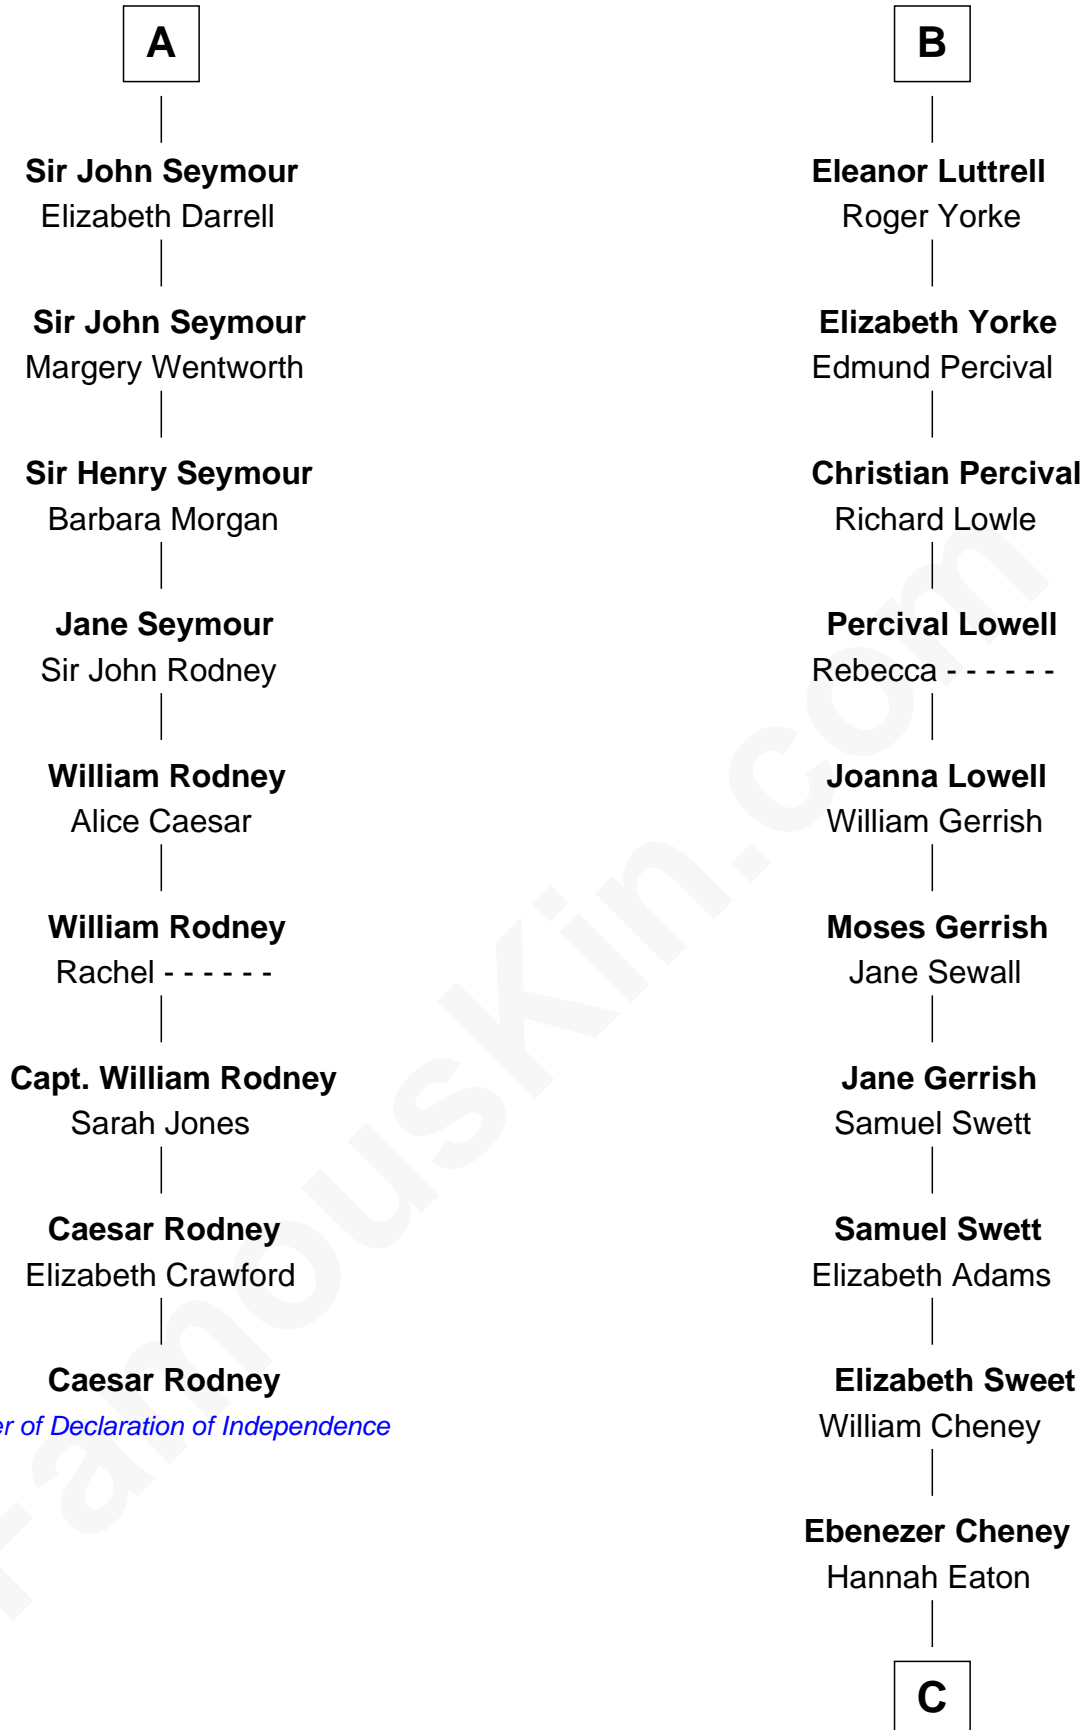 A
Sir John Seymour
Elizabeth Darrell
Sir John Seymour
Margery Wentworth
Sir Henry Seymour
Barbara Morgan
Jane Seymour
Sir John Rodney
William Rodney
Alice Caesar
William Rodney
Rachel - - - - - -
Capt. William Rodney
Sarah Jones
Caesar Rodney
Elizabeth Crawford
Caesar Rodney
er of Declaration of Independence
B
Eleanor Luttrell
Roger Yorke
Elizabeth Yorke
Edmund Percival
Christian Percival
Richard Lowle
Percival Lowell
Rebecca - - - - - -
Joanna Lowell
William Gerrish
Moses Gerrish
Jane Sewall
Jane Gerrish
Samuel Swett
Samuel Swett
Elizabeth Adams
Elizabeth Sweet
William Cheney
Ebenezer Cheney
Hannah Eaton
C
FamousKin.com